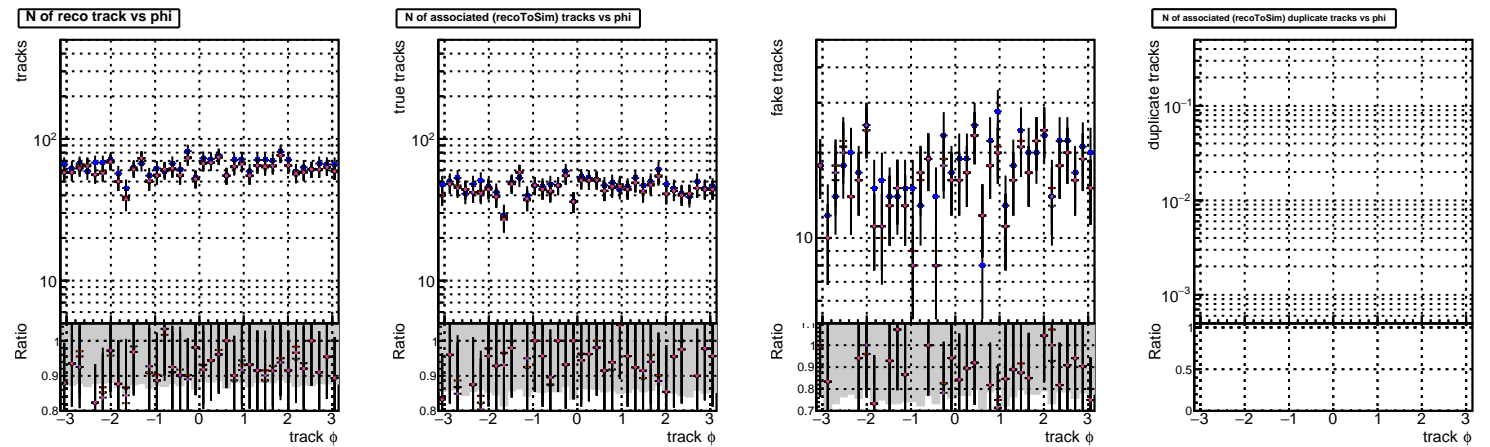 N of reco track vs phi
tracks
10²
10
Ratio
1
0.9
0.8
−3 −2 −1 0 1 2 3
track ϕ
N of associated (recoToSim) tracks vs phi
true tracks
10²
10
Ratio
1
0.9
0.8
−3 −2 −1 0 1 2 3
track ϕ
fake tracks
10
Ratio
1
0.9
0.8
0.7
−3 −2 −1 0 1 2 3
track ϕ
N of associated (recoToSim) duplicate tracks vs phi
duplicate tracks
10⁻¹
10⁻²
10⁻³
Ratio
1
0.5
0
−3 −2 −1 0 1 2 3
track ϕ